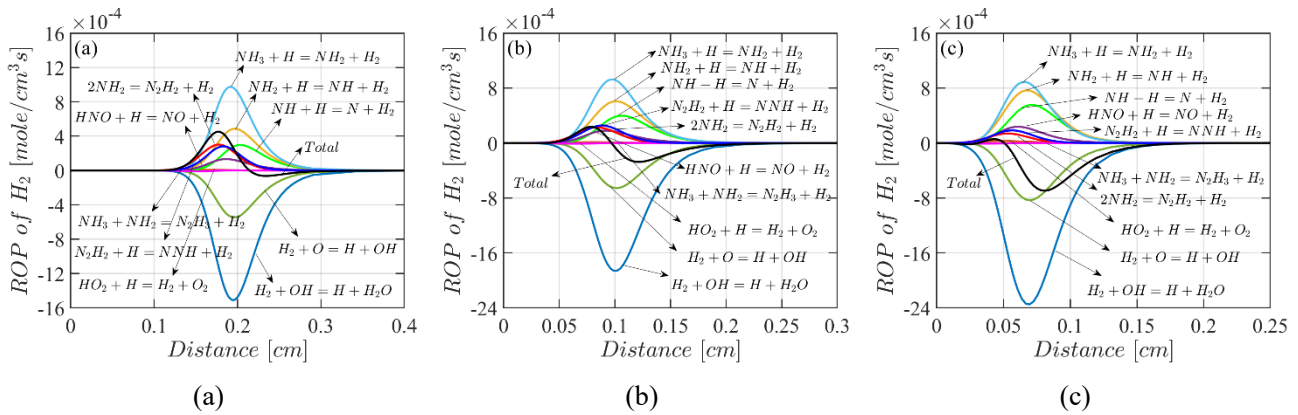 ×10⁻⁴
16
12
8
4
0
-4
-8
-12
-16
ROP of H₂ [mole/cm³s]
(a)
NH₃ + H = NH₂ + H₂
2NH₂ = N₂H₂ + H₂
NH₂ + H = NH + H₂
NH + H = N + H₂
HNO + H = NO + H₂
Total
NH₃ + NH₂ = N₂H₃ + H₂
N₂H₂ + H = NNH + H₂
H₂ + O = H + OH
HO₂ + H = H₂ + O₂
H₂ + OH = H + H₂O
0 0.1 0.2 0.3 0.4
Distance [cm]
(a)
×10⁻⁴
16
8
0
-8
-16
-24
ROP of H₂ [mole/cm³s]
(b)
NH₃ + H = NH₂ + H₂
NH₂ + H = NH + H₂
NH − H = N + H₂
N₂H₂ + H = NNH + H₂
2NH₂ = N₂H₂ + H₂
HNO + H = NO + H₂
Total
NH₃ + NH₂ = N₂H₃ + H₂
HO₂ + H = H₂ + O₂
H₂ + O = H + OH
H₂ + OH = H + H₂O
0 0.05 0.1 0.15 0.2 0.25 0.3
Distance [cm]
(b)
×10⁻⁴
16
8
0
-8
-16
-24
ROP of H₂ [mole/cm³s]
(c)
NH₃ + H = NH₂ + H₂
NH₂ + H = NH + H₂
NH − H = N + H₂
HNO + H = NO + H₂
N₂H₂ + H = NNH + H₂
NH₃ + NH₂ = N₂H₃ + H₂
Total
2NH₂ = N₂H₂ + H₂
HO₂ + H = H₂ + O₂
H₂ + O = H + OH
H₂ + OH = H + H₂O
0 0.05 0.1 0.15 0.2 0.25
Distance [cm]
(c)